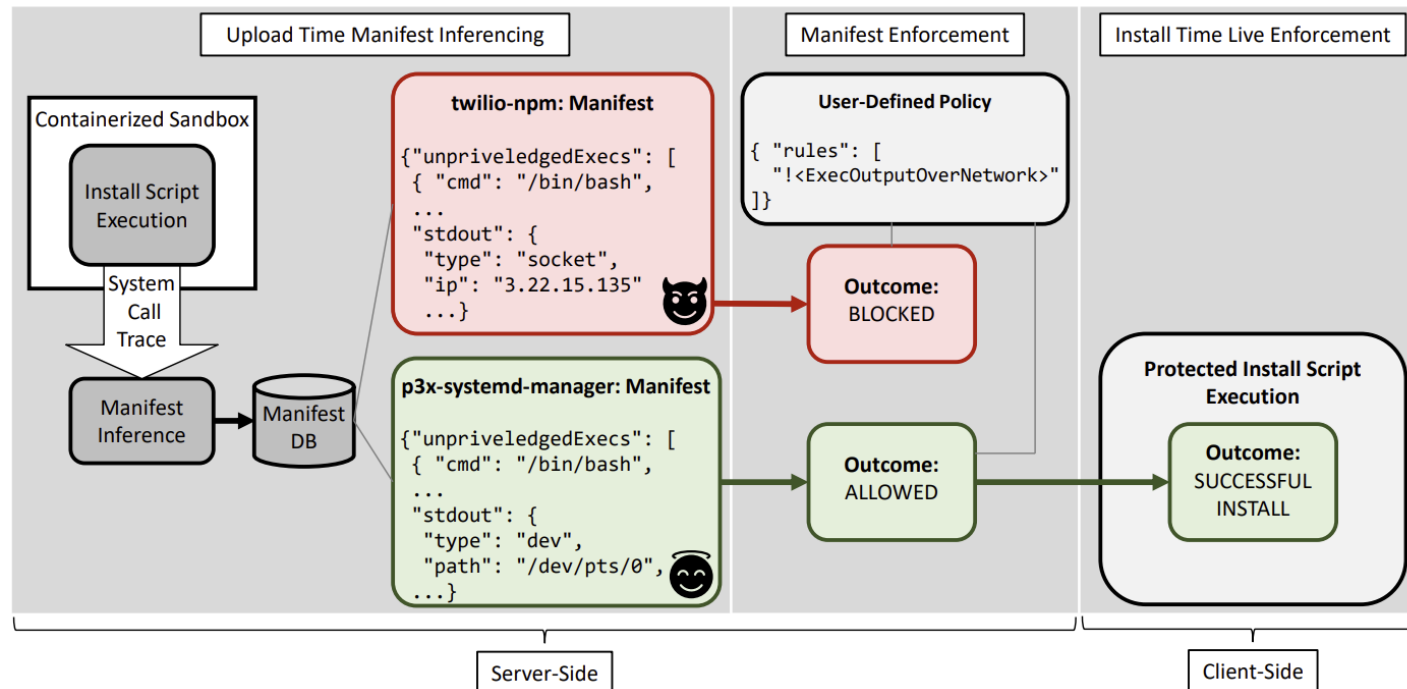 Upload Time Manifest Inferencing
Manifest Enforcement
Install Time Live Enforcement
Containerized Sandbox
Install Script
Execution
System
Call
Trace
Manifest
Inference
Manifest
DB
twilio-npm: Manifest
{"unpriveledgedExecs": [
{ "cmd": "/bin/bash",
...
"stdout": {
"type": "socket",
"ip": "3.22.15.135"
...}
p3x-systemd-manager: Manifest
{"unpriveledgedExecs": [
{ "cmd": "/bin/bash",
...
"stdout": {
"type": "dev",
"path": "/dev/pts/0",
...}
User-Defined Policy
{ "rules": [
"!<ExecOutputOverNetwork>"
]}
Outcome:
BLOCKED
Outcome:
ALLOWED
Protected Install Script
Execution
Outcome:
SUCCESSFUL
INSTALL
Server-Side
Client-Side